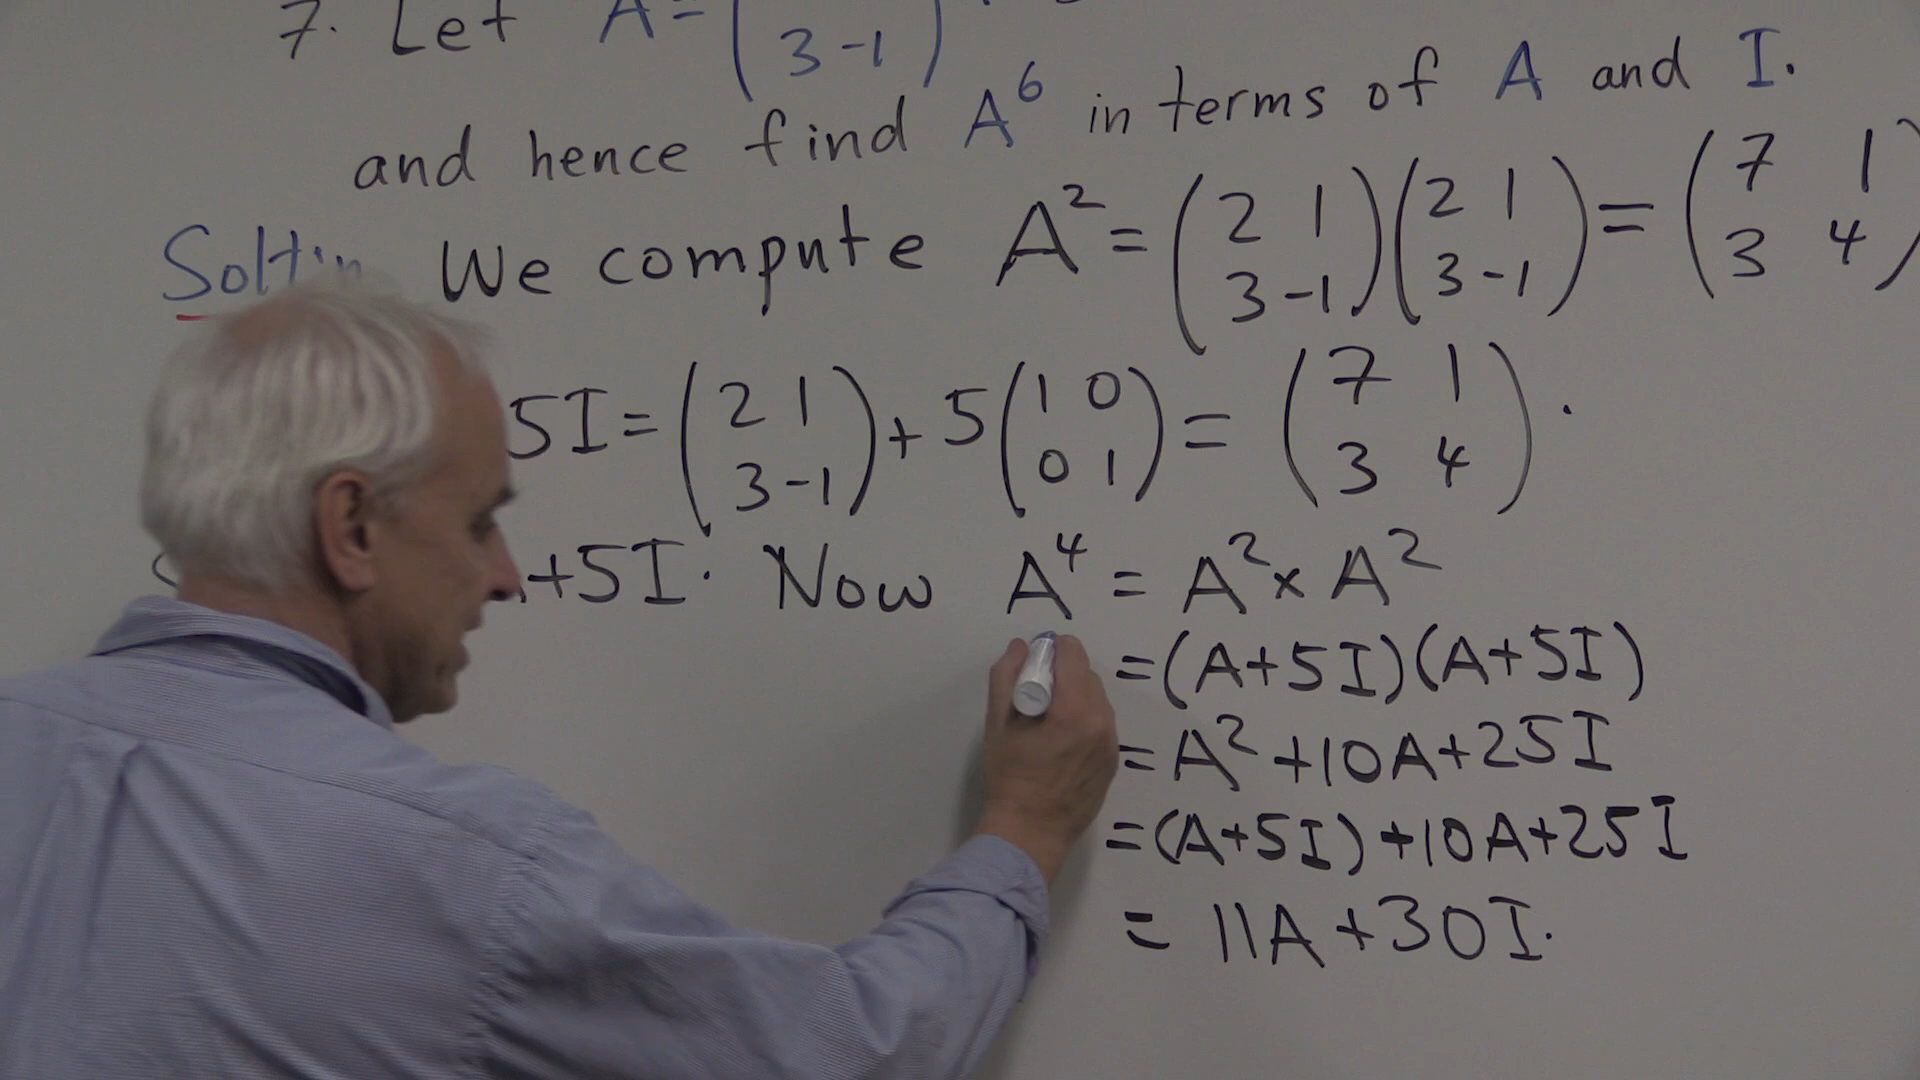 7. Let A = (
3 -1)
and hence find A⁶ in terms of A and I.
Solt'n We compute A² = (2 1 3 -1)(2 1 3 -1) = (7 1 3 4)
5I = (2 1 3 -1) + 5(1 0 0 1) = (7 1 3 4).
+5I. Now A⁴ = A² × A²
= (A+5I)(A+5I)
= A² + 10A + 25I
= (A+5I) + 10A + 25I
= 11A + 30I.